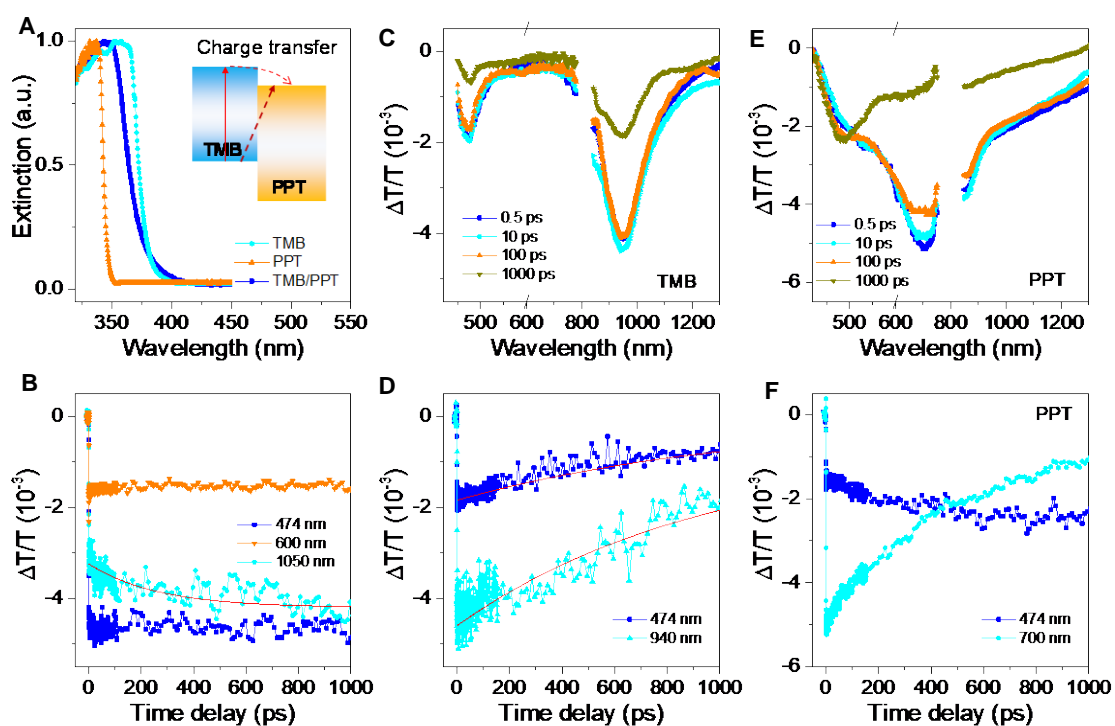 A
Extinction (a.u.)
1.0
0.5
0.0
Charge transfer
TMB
PPT
TMB
PPT
TMB/PPT
350 400 450 500 550
Wavelength (nm)
C
ΔT/T (10⁻³)
0
-2
-4
0.5 ps
10 ps
100 ps
1000 ps
TMB
500 600 800 1000 1200
Wavelength (nm)
E
ΔT/T (10⁻³)
0
-2
-4
-6
0.5 ps
10 ps
100 ps
1000 ps
PPT
500 600 800 1000 1200
Wavelength (nm)
B
ΔT/T (10⁻³)
0
-2
-4
474 nm
600 nm
1050 nm
0 200 400 600 800 1000
Time delay (ps)
D
ΔT/T (10⁻³)
0
-2
-4
474 nm
940 nm
0 200 400 600 800 1000
Time delay (ps)
F
ΔT/T (10⁻³)
0
-2
-4
-6
PPT
474 nm
700 nm
0 200 400 600 800 1000
Time delay (ps)